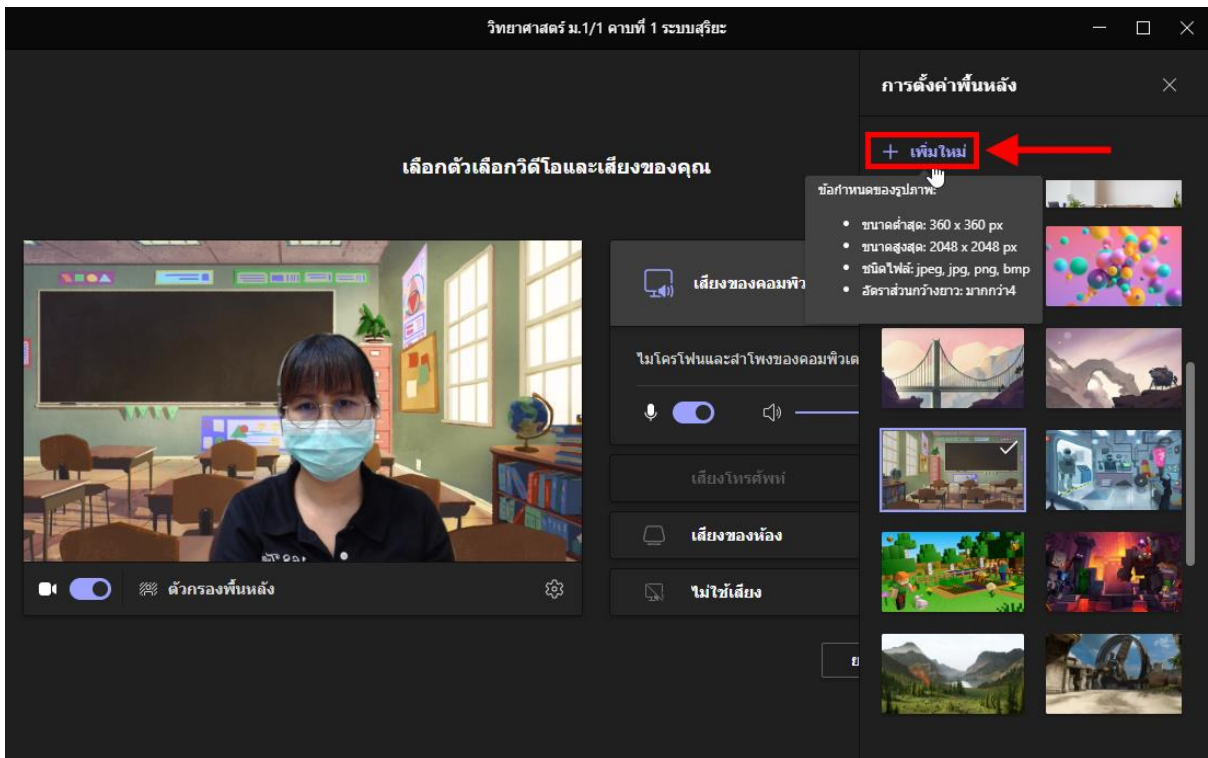 วิทยาศาสตร์ ม.1/1 คาบที่ 1 ระบบสุริยะ
การตั้งค่าพื้นหลัง
เพิ่มใหม่
เลือกตัวเลือกวิดีโอและเสียงของคุณ
ข้อกำหนดของรูปภาพ:
• ขนาดต่ำสุด: 360 x 360 px
• ขนาดสูงสุด: 2048 x 2048 px
• ชนิดไฟล์: jpeg, jpg, png, bmp
• อัตราส่วนกว้างยาว: มากกว่า4
เสียงของคอมพิว
ไมโครโฟนและลำโพงของคอมพิวเต
เสียงโทรศัพท์
เสียงของห้อง
ไม่ใช้เสียง
ตัวกรองพื้นหลัง